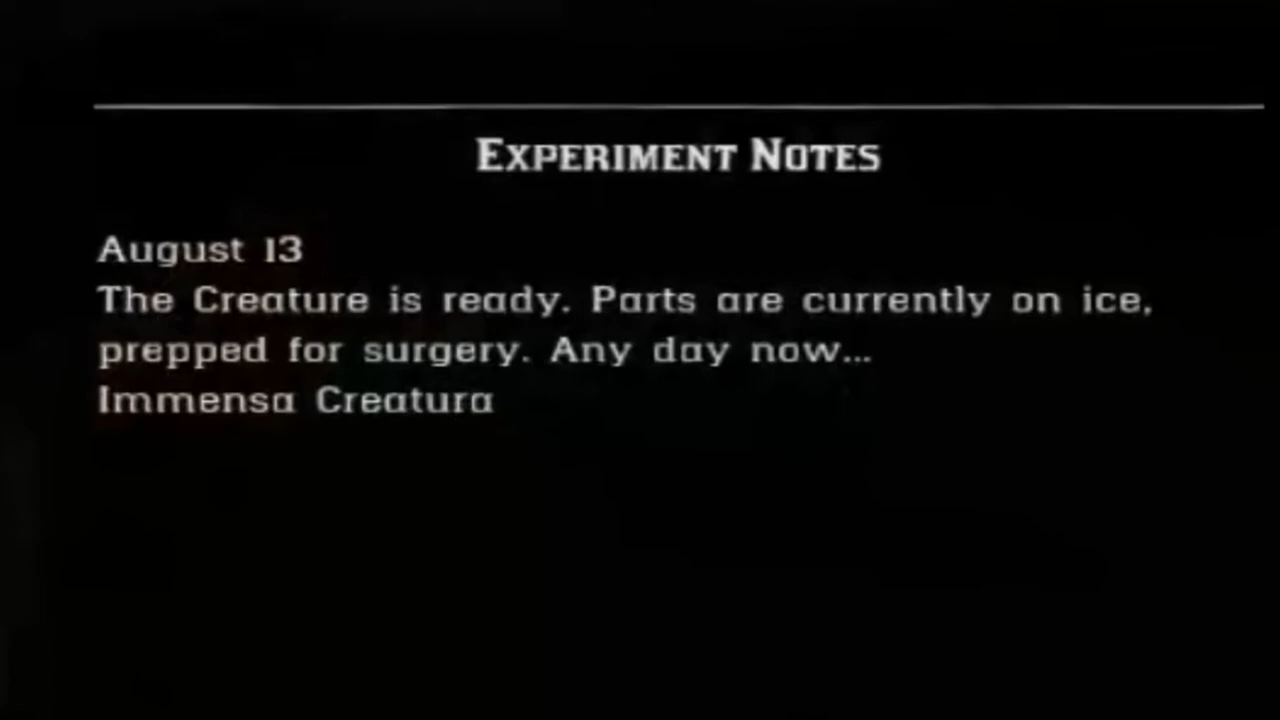 Experiment Notes
August 13
The Creature is ready. Parts are currently on ice,
prepped for surgery. Any day now...
Immensa Creatura